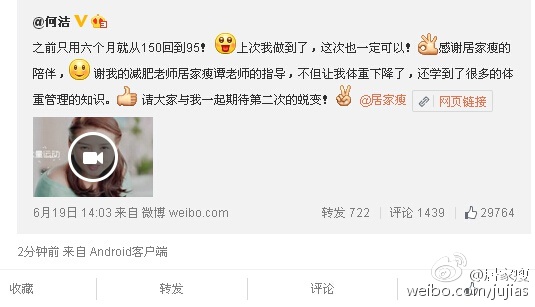 @何洁
之前只用六个月就从150回到95！上次我做到了，这次也一定可以！感谢居家瘦的
陪伴，谢我的减肥老师居家瘦谭老师的指导，不但让我体重下降了，还学到了很多的体
重管理的知识。请大家与我一起期待第二次的蜕变！@居家瘦 网页链接
重运动
6月19日 14:03 来自 微博 weibo.com 转发 722 评论 1439 29764
2分钟前 来自 Android客户端
收藏 转发 评论
weibo.com/jujias